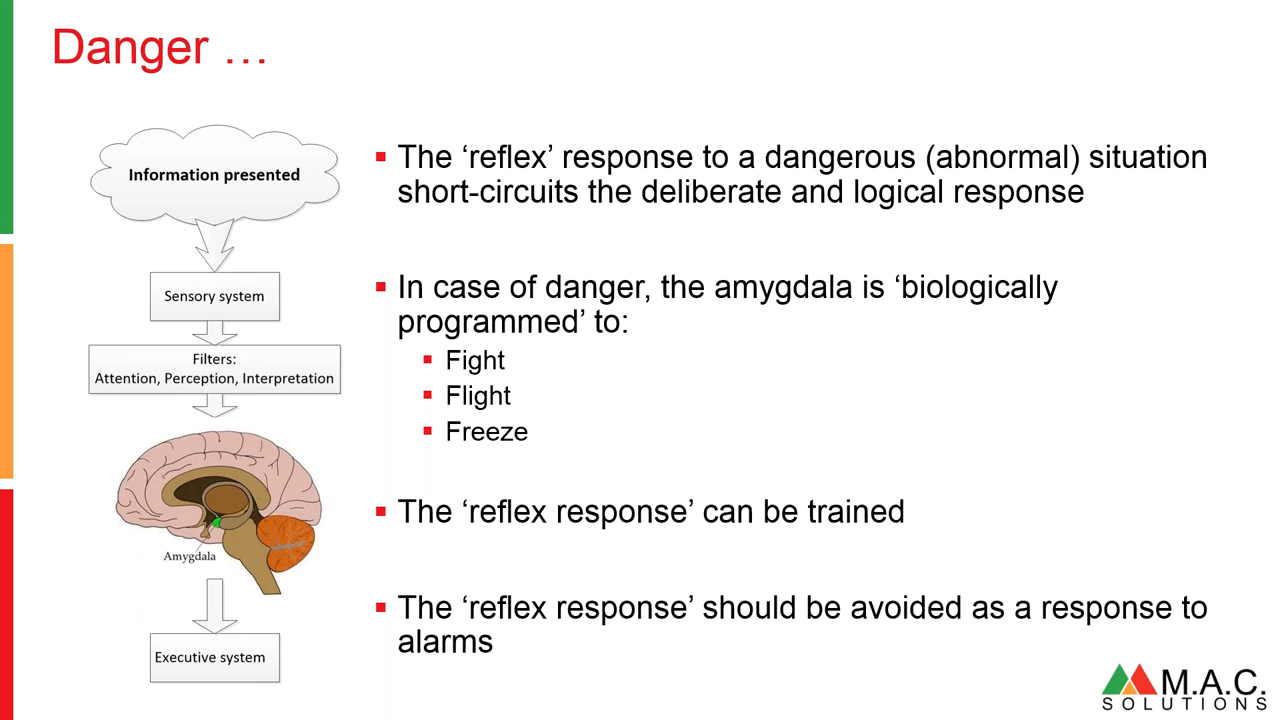 Danger …
Information presented
Sensory system
Filters:
Attention, Perception, Interpretation
Amygdala
Executive system
The ‘reflex’ response to a dangerous (abnormal) situation
short-circuits the deliberate and logical response
In case of danger, the amygdala is ‘biologically
programmed’ to:
Fight
Flight
Freeze
The ‘reflex response’ can be trained
The ‘reflex response’ should be avoided as a response to
alarms
M.A.C.
SOLUTIONS